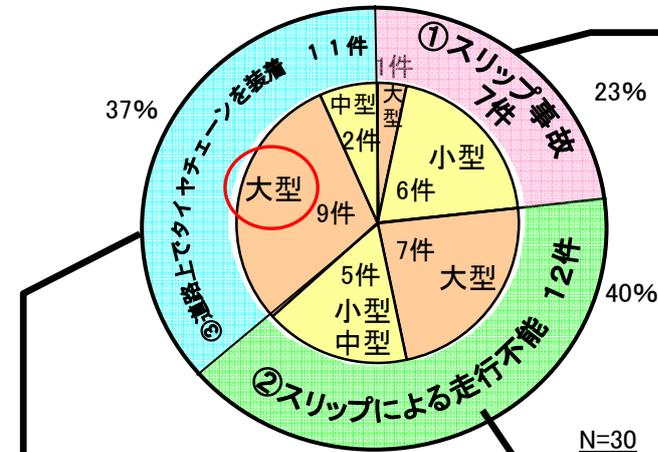 ①スリップ事故
7件
23%
1件
大型
小型
6件
②スリップによる走行不能 12件
40%
7件
大型
5件
小型
中型
③道路上でタイヤチェーンを装着 11件
37%
中型
2件
大型
9件
N=30